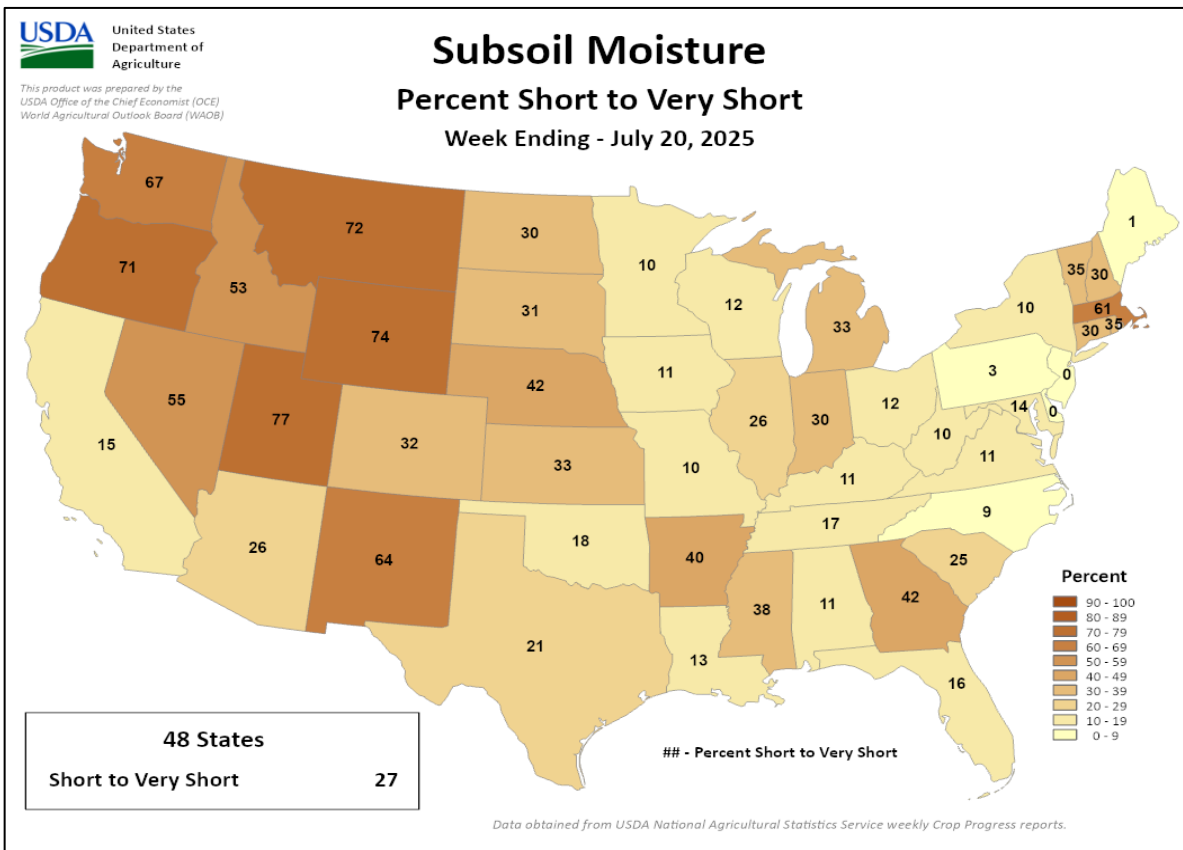 USDA
United States
Department of
Agriculture
This product was prepared by the
USDA Office of the Chief Economist (OCE)
World Agricultural Outlook Board (WAOB)
Subsoil Moisture
Percent Short to Very Short
Week Ending - July 20, 2025
67
72
30
10
1
71
53
31
12
33
10
35
30
61
30
35
74
42
11
3
0
55
77
32
33
26
30
12
14
0
15
10
10
11
11
26
64
18
40
17
9
25
21
13
38
11
42
16
Percent
90 - 100
80 - 89
70 - 79
60 - 69
50 - 59
40 - 49
30 - 39
20 - 29
10 - 19
0 - 9
48 States
Short to Very Short 27
## - Percent Short to Very Short
Data obtained from USDA National Agricultural Statistics Service weekly Crop Progress reports.